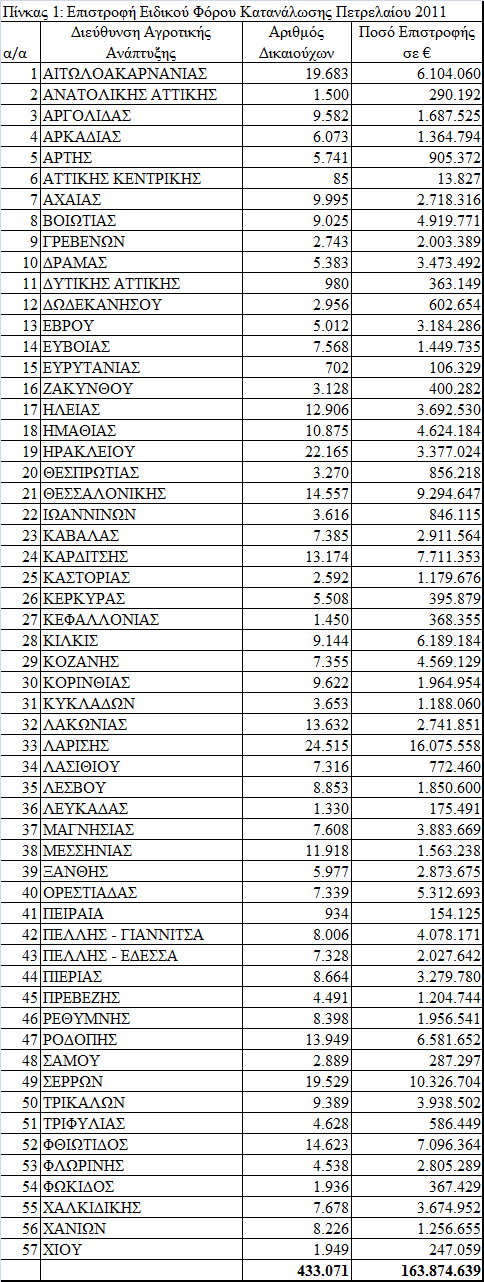 Πίνκας 1: Επιστροφή Ειδικού Φόρου Κατανάλωσης Πετρελαίου 2011
α/α Διεύθυνση Αγροτικής Ανάπτυξης Αριθμός Δικαιούχων Ποσό Επιστροφής σε €
1 ΑΙΤΩΛΟΑΚΑΡΝΑΝΙΑΣ 19.683 6.104.060
2 ΑΝΑΤΟΛΙΚΗΣ ΑΤΤΙΚΗΣ 1.500 290.192
3 ΑΡΓΟΛΙΔΑΣ 9.582 1.687.525
4 ΑΡΚΑΔΙΑΣ 6.073 1.364.794
5 ΑΡΤΗΣ 5.741 905.372
6 ΑΤΤΙΚΗΣ ΚΕΝΤΡΙΚΗΣ 85 13.827
7 ΑΧΑΙΑΣ 9.995 2.718.316
8 ΒΟΙΩΤΙΑΣ 9.025 4.919.771
9 ΓΡΕΒΕΝΩΝ 2.743 2.003.389
10 ΔΡΑΜΑΣ 5.383 3.473.492
11 ΔΥΤΙΚΗΣ ΑΤΤΙΚΗΣ 980 363.149
12 ΔΩΔΕΚΑΝΗΣΟΥ 2.956 602.654
13 ΕΒΡΟΥ 5.012 3.184.286
14 ΕΥΒΟΙΑΣ 7.568 1.449.735
15 ΕΥΡΥΤΑΝΙΑΣ 702 106.329
16 ΖΑΚΥΝΘΟΥ 3.128 400.282
17 ΗΛΕΙΑΣ 12.906 3.692.530
18 ΗΜΑΘΙΑΣ 10.875 4.624.184
19 ΗΡΑΚΛΕΙΟΥ 22.165 3.377.024
20 ΘΕΣΠΡΩΤΙΑΣ 3.270 856.218
21 ΘΕΣΣΑΛΟΝΙΚΗΣ 14.557 9.294.647
22 ΙΩΑΝΝΙΝΩΝ 3.616 846.115
23 ΚΑΒΑΛΑΣ 7.385 2.911.564
24 ΚΑΡΔΙΤΣΗΣ 13.174 7.711.353
25 ΚΑΣΤΟΡΙΑΣ 2.592 1.179.676
26 ΚΕΡΚΥΡΑΣ 5.508 395.879
27 ΚΕΦΑΛΛΟΝΙΑΣ 1.450 368.355
28 ΚΙΛΚΙΣ 9.144 6.189.184
29 ΚΟΖΑΝΗΣ 7.355 4.569.129
30 ΚΟΡΙΝΘΙΑΣ 9.622 1.964.954
31 ΚΥΚΛΑΔΩΝ 3.653 1.188.060
32 ΛΑΚΩΝΙΑΣ 13.632 2.741.851
33 ΛΑΡΙΣΗΣ 24.515 16.075.558
34 ΛΑΣΙΘΙΟΥ 7.316 772.460
35 ΛΕΣΒΟΥ 8.853 1.850.600
36 ΛΕΥΚΑΔΑΣ 1.330 175.491
37 ΜΑΓΝΗΣΙΑΣ 7.608 3.883.669
38 ΜΕΣΣΗΝΙΑΣ 11.918 1.563.238
39 ΞΑΝΘΗΣ 5.977 2.873.675
40 ΟΡΕΣΤΙΑΔΑΣ 7.339 5.312.693
41 ΠΕΙΡΑΙΑ 934 154.125
42 ΠΕΛΛΗΣ - ΓΙΑΝΝΙΤΣΑ 8.006 4.078.171
43 ΠΕΛΛΗΣ - ΕΔΕΣΣΑ 7.328 2.027.642
44 ΠΙΕΡΙΑΣ 8.664 3.279.780
45 ΠΡΕΒΕΖΗΣ 4.491 1.204.744
46 ΡΕΘΥΜΝΗΣ 8.398 1.956.541
47 ΡΟΔΟΠΗΣ 13.949 6.581.652
48 ΣΑΜΟΥ 2.889 287.297
49 ΣΕΡΡΩΝ 19.529 10.326.704
50 ΤΡΙΚΑΛΩΝ 9.389 3.938.502
51 ΤΡΙΦΥΛΙΑΣ 4.628 586.449
52 ΦΘΙΩΤΙΔΟΣ 14.623 7.096.364
53 ΦΛΩΡΙΝΗΣ 4.538 2.805.289
54 ΦΩΚΙΔΟΣ 1.936 367.429
55 ΧΑΛΚΙΔΙΚΗΣ 7.678 3.674.952
56 ΧΑΝΙΩΝ 8.226 1.256.655
57 ΧΙΟΥ 1.949 247.059
433.071 163.874.639